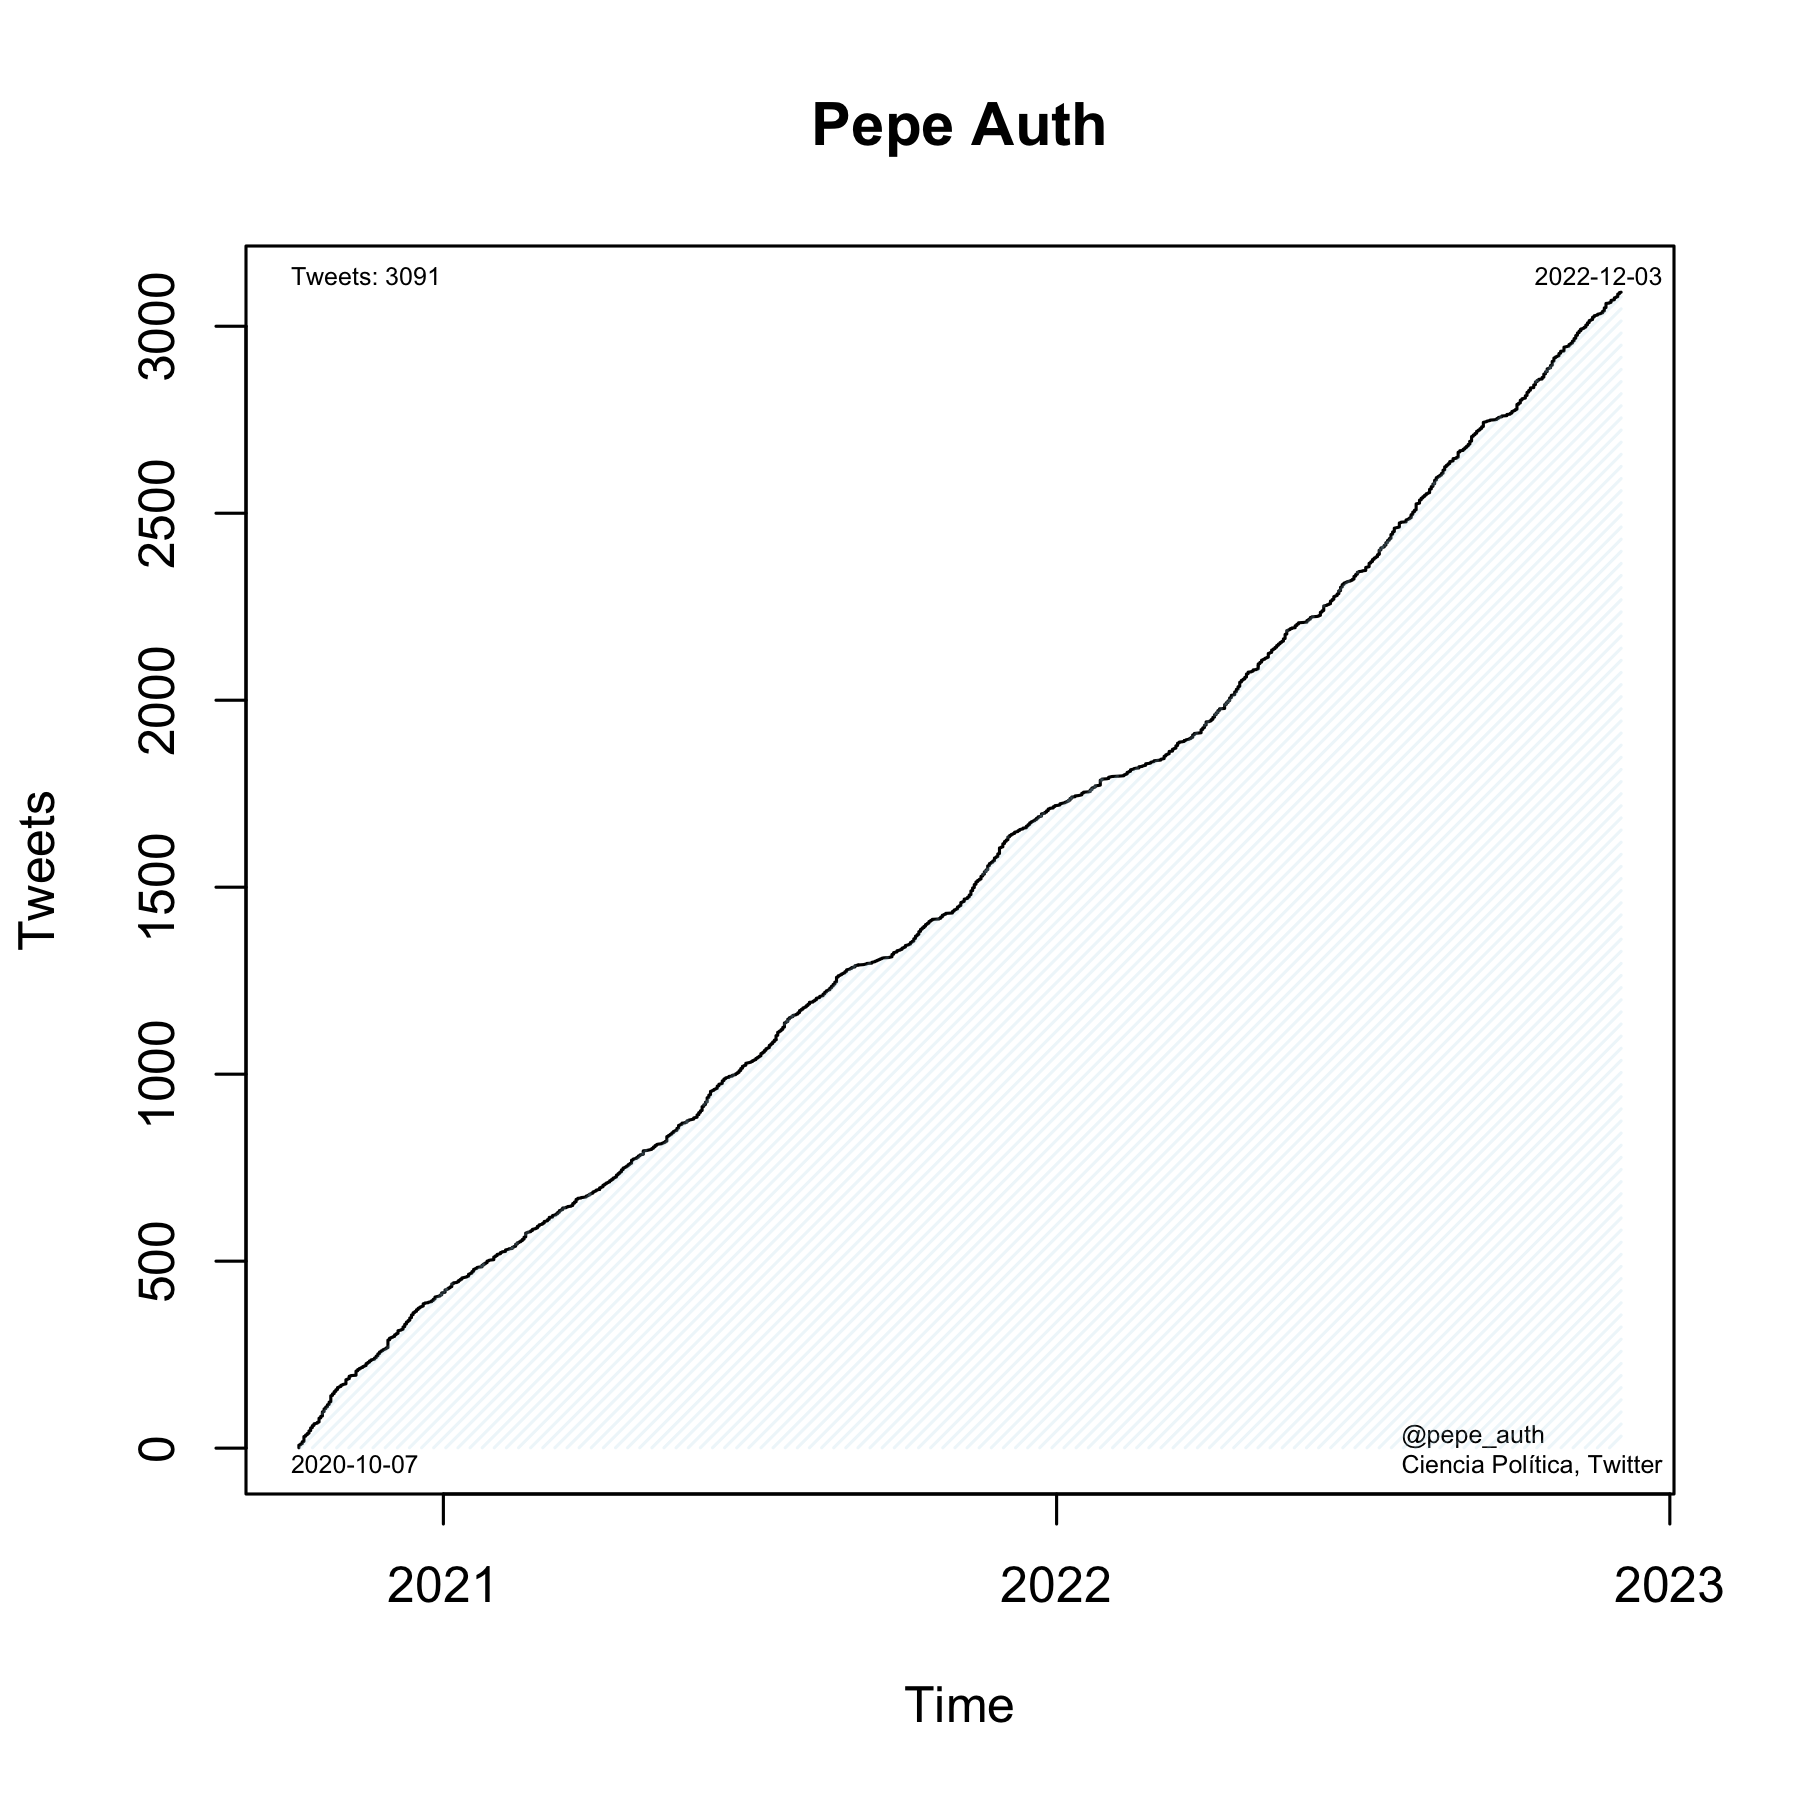 Pepe Auth
Tweets: 3091
2022-12-03
3000
2500
2000
1500
1000
500
0
Tweets
2020-10-07
@pepe_auth
Ciencia Política, Twitter
2021
2022
2023
Time